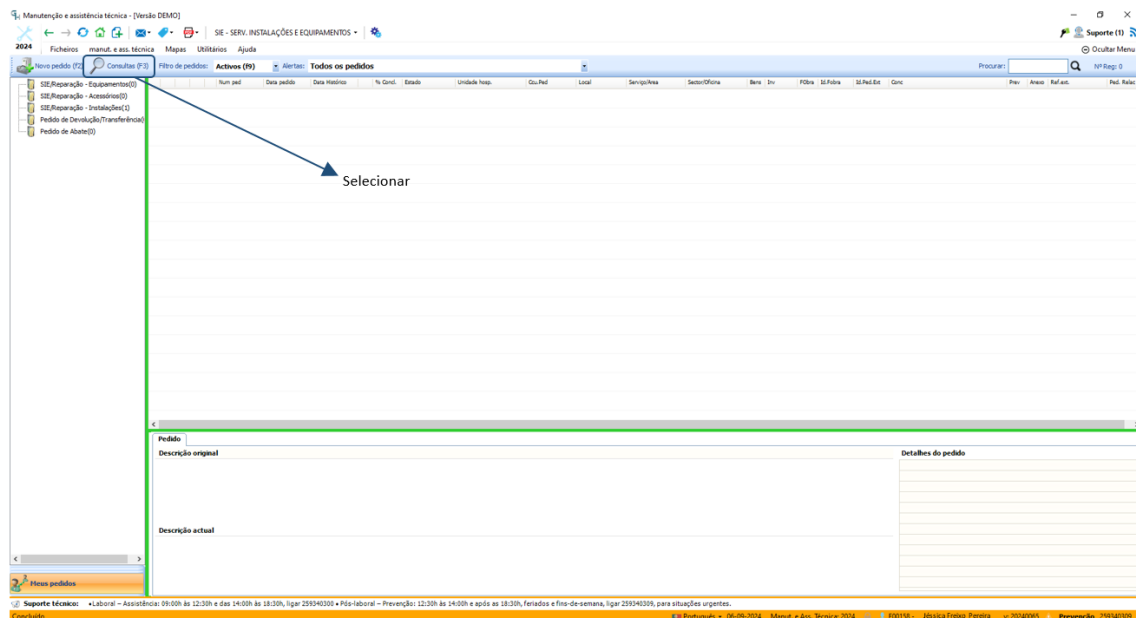 Manutenção e assistência técnica - [Versão DEMO]
SIE - SERV. INSTALAÇÕES E EQUIPAMENTOS
Suporte (1)
2024 Ficheiros manut. e ass. técnica Mapas Utilitários Ajuda
Ocultar Menu
Novo pedido (F2) Consultas (F3) Filtro de pedidos: Activos (f9) Alertas: Todos os pedidos Procurar: Nº Reg: 0
Num ped Data pedido Data Histórico % Concl. Estado Unidade hosp. Ccu.Ped Local Serviço/Area Sector/Oficina Bens Inv FObra Id.Fobra Id.Ped.Ext Conc Prev Anexo Ref.ext. Ped. Relac
SIE/Reparação - Equipamentos(0)
SIE/Reparação - Acessórios(0)
SIE/Reparação - Instalações(1)
Pedido de Devolução/Transferência(
Pedido de Abate(0)
Selecionar
Pedido
Descrição original
Detalhes do pedido
Descrição actual
Meus pedidos
Suporte técnico: •Laboral – Assistência: 09:00h às 12:30h e das 14:00h às 18:30h, ligar 259340300 • Pós-laboral – Prevenção: 12:30h às 14:00h e após as 18:30h, feriados e fins-de-semana, ligar 259340309, para situações urgentes.
Concluído Português 06-09-2024 Manut. e Ass. Técnica: 2024 E00158 - Jéssica Freixo Pereira v: 20240065 Prevenção 259340309